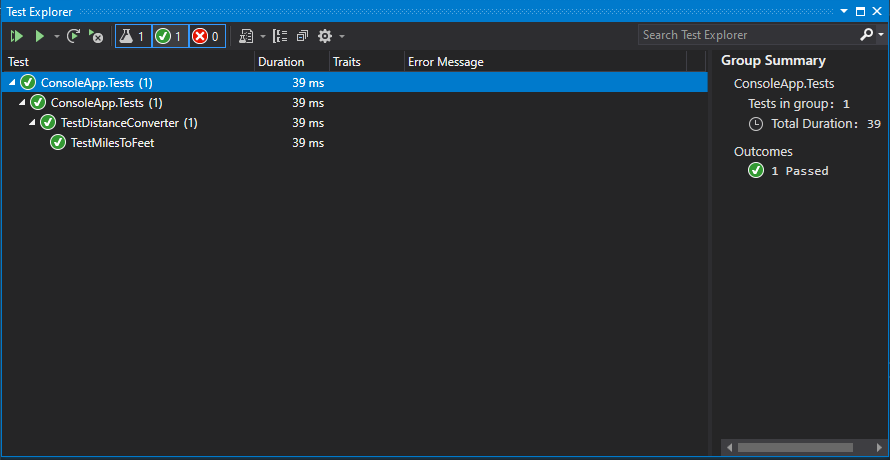 Test Explorer
1 1 0
Search Test Explorer
Test Duration Traits Error Message
ConsoleApp.Tests (1) 39 ms
ConsoleApp.Tests (1) 39 ms
TestDistanceConverter (1) 39 ms
TestMilesToFeet 39 ms
Group Summary
ConsoleApp.Tests
Tests in group: 1
Total Duration: 39
Outcomes
1 Passed